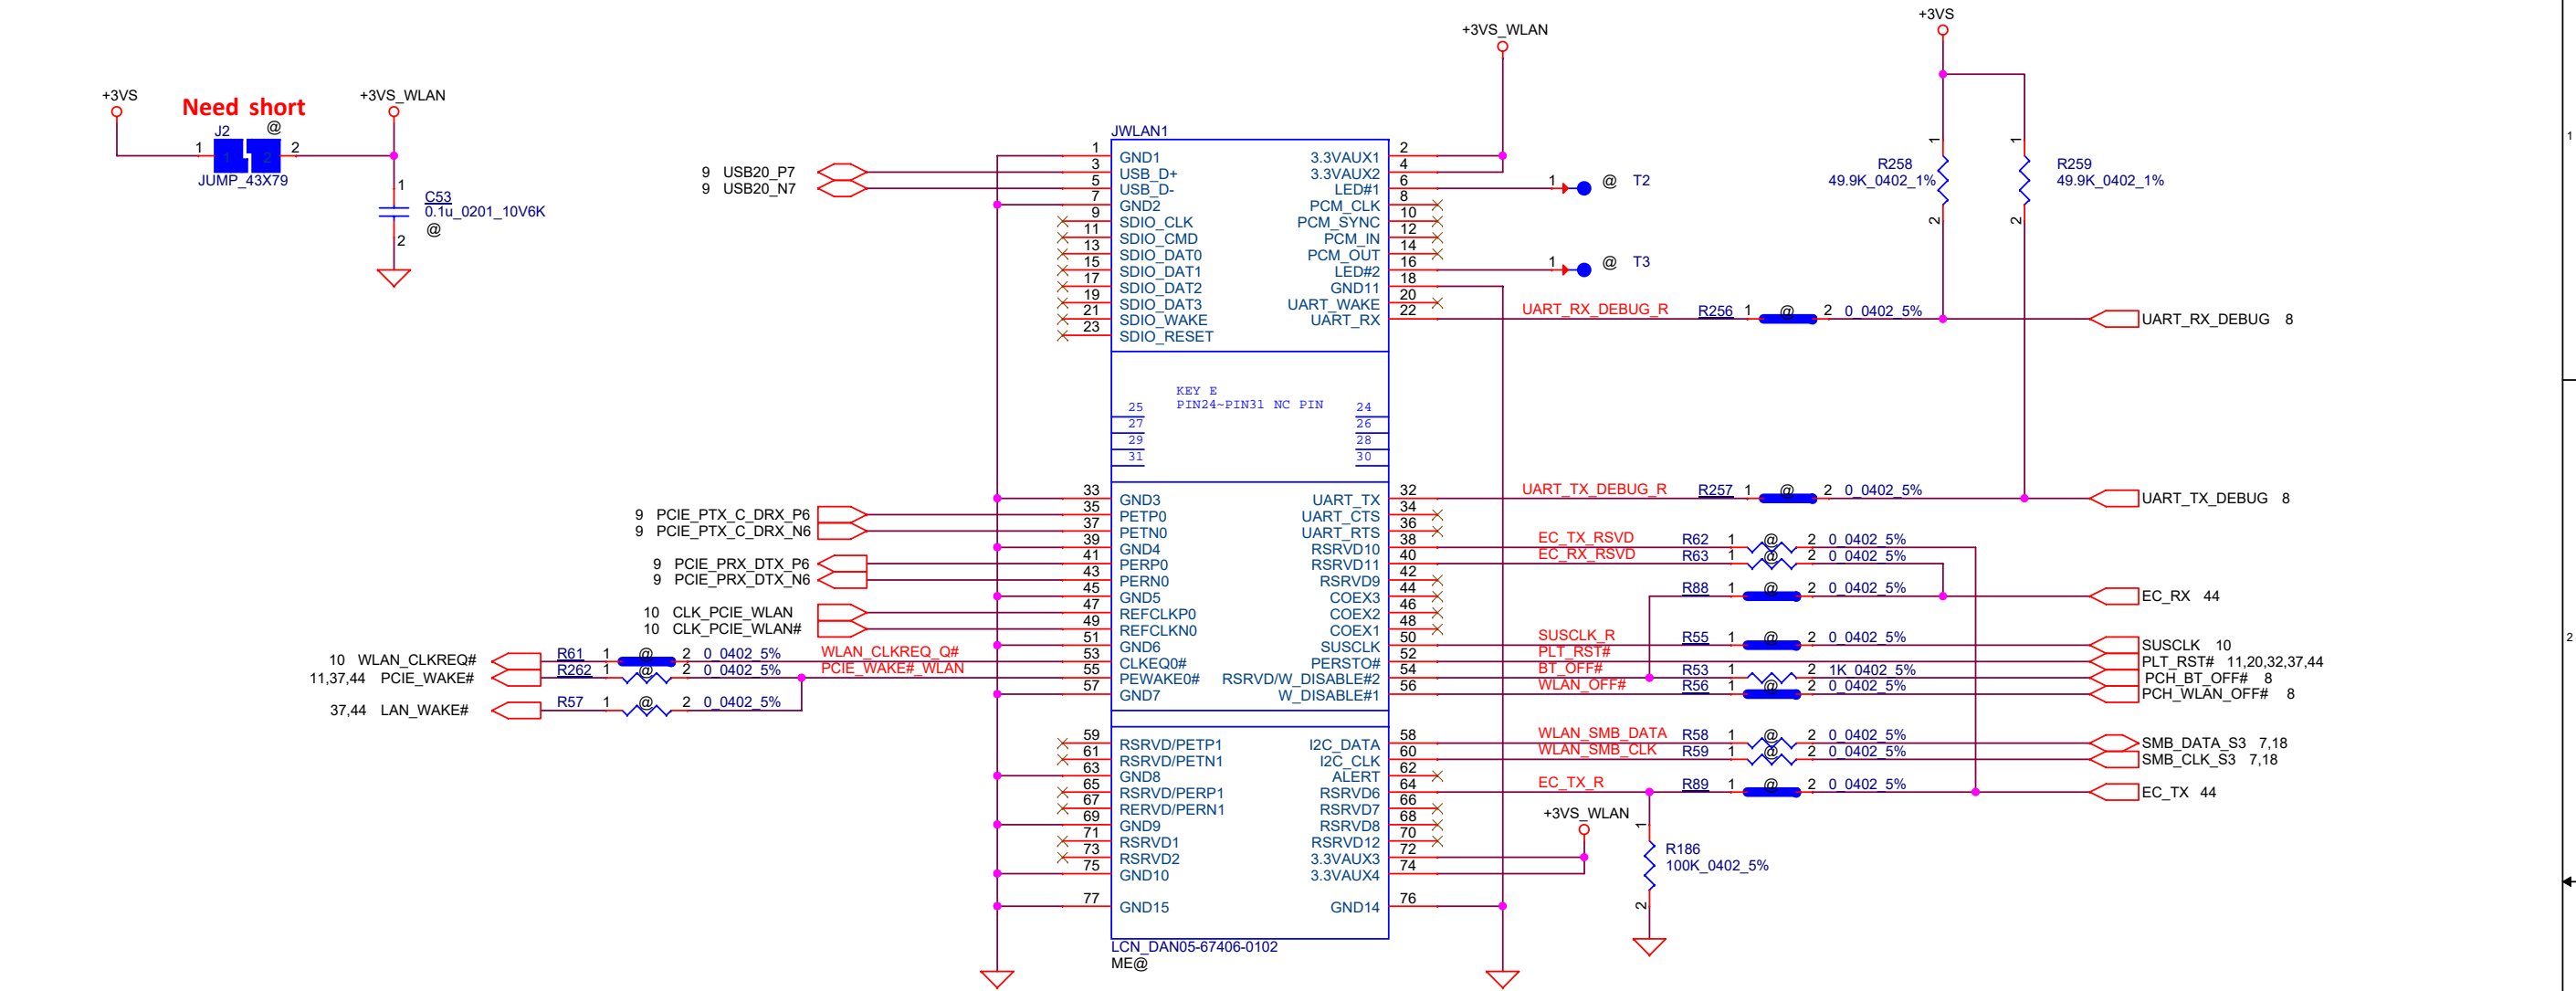 +3VS
Need short
J2
@
1
2
1
2
JUMP_43X79
+3VS_WLAN
1
C53
0.1u_0201_10V6K
@
2
9 USB20_P7
9 USB20_N7
9 PCIE_PTX_C_DRX_P6
9 PCIE_PTX_C_DRX_N6
9 PCIE_PRX_DTX_P6
9 PCIE_PRX_DTX_N6
10 CLK_PCIE_WLAN
10 CLK_PCIE_WLAN#
10 WLAN_CLKREQ# R61 1 @ 2 0_0402_5% WLAN_CLKREQ_Q#
11,37,44 PCIE_WAKE# R262 1 @ 2 0_0402_5% PCIE_WAKE#_WLAN
37,44 LAN_WAKE# R57 1 @ 2 0_0402_5%
JWLAN1
1 GND1 3.3VAUX1 2
3 USB_D+ 3.3VAUX2 4
5 USB_D- LED#1 6
7 GND2 PCM_CLK 8
9 SDIO_CLK PCM_SYNC 10
11 SDIO_CMD PCM_IN 12
13 SDIO_DAT0 PCM_OUT 14
15 SDIO_DAT1 LED#2 16
17 SDIO_DAT2 GND11 18
19 SDIO_DAT3 UART_WAKE 20
21 SDIO_WAKE UART_RX 22
23 SDIO_RESET
KEY E
PIN24~PIN31 NC PIN
25 24
27 26
29 28
31 30
33 GND3 UART_TX 32
35 PETP0 UART_CTS 34
37 PETN0 UART_RTS 36
39 GND4 RSRVD10 38
41 PERP0 RSRVD11 40
43 PERN0 RSRVD9 42
45 GND5 COEX3 44
47 REFCLKP0 COEX2 46
49 REFCLKN0 COEX1 48
51 GND6 SUSCLK 50
53 CLKEQ0# PERSTO# 52
55 PEWAKE0# RSRVD/W_DISABLE#2 54
57 GND7 W_DISABLE#1 56
59 RSRVD/PETP1 I2C_DATA 58
61 RSRVD/PETN1 I2C_CLK 60
63 GND8 ALERT 62
65 RSRVD/PERP1 RSRVD6 64
67 RERVD/PERN1 RSRVD7 66
69 GND9 RSRVD8 68
71 RSRVD1 RSRVD12 70
73 RSRVD2 3.3VAUX3 72
75 GND10 3.3VAUX4 74
77 GND15 GND14 76
LCN_DAN05-67406-0102
ME@
+3VS_WLAN
1 @ T2
1 @ T3
+3VS
1
R258
49.9K_0402_1%
2
1
R259
49.9K_0402_1%
2
UART_RX_DEBUG_R R256 1 @ 2 0_0402_5% UART_RX_DEBUG 8
UART_TX_DEBUG_R R257 1 @ 2 0_0402_5% UART_TX_DEBUG 8
EC_TX_RSVD R62 1 @ 2 0_0402_5%
EC_RX_RSVD R63 1 @ 2 0_0402_5%
R88 1 @ 2 0_0402_5% EC_RX 44
SUSCLK_R R55 1 @ 2 0_0402_5% SUSCLK 10
PLT_RST# PLT_RST# 11,20,32,37,44
BT_OFF# R53 1 2 1K_0402_5% PCH_BT_OFF# 8
WLAN_OFF# R56 1 @ 2 0_0402_5% PCH_WLAN_OFF# 8
WLAN_SMB_DATA R58 1 @ 2 0_0402_5% SMB_DATA_S3 7,18
WLAN_SMB_CLK R59 1 @ 2 0_0402_5% SMB_CLK_S3 7,18
EC_TX_R R89 1 @ 2 0_0402_5% EC_TX 44
+3VS_WLAN
1
R186
100K_0402_5%
2
1
2